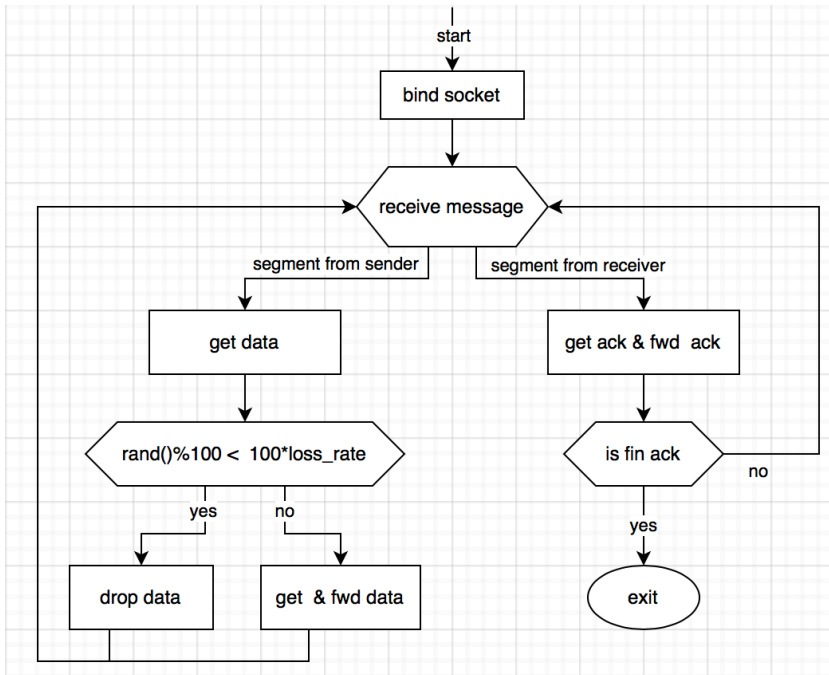 start
bind socket
receive message
segment from sender
segment from receiver
get data
get ack & fwd  ack
rand()%100 <  100*loss_rate
is fin ack
no
yes
no
yes
drop data
get  & fwd data
exit